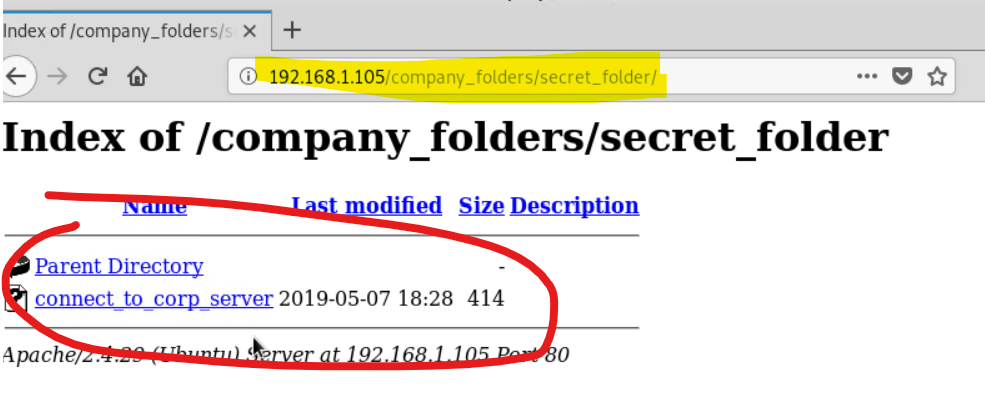 Index of /company_folders/s
192.168.1.105/company_folders/secret_folder/
Index of /company_folders/secret_folder
Name Last modified Size Description
Parent Directory -
connect_to_corp_server 2019-05-07 18:28 414
Apache/2.4.29 (Ubuntu) Server at 192.168.1.105 Port 80